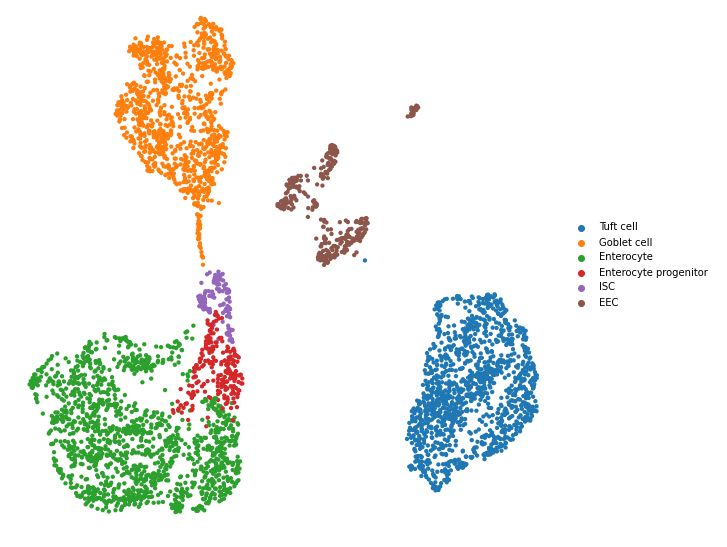 Tuft cell
Goblet cell
Enterocyte
Enterocyte progenitor
ISC
EEC